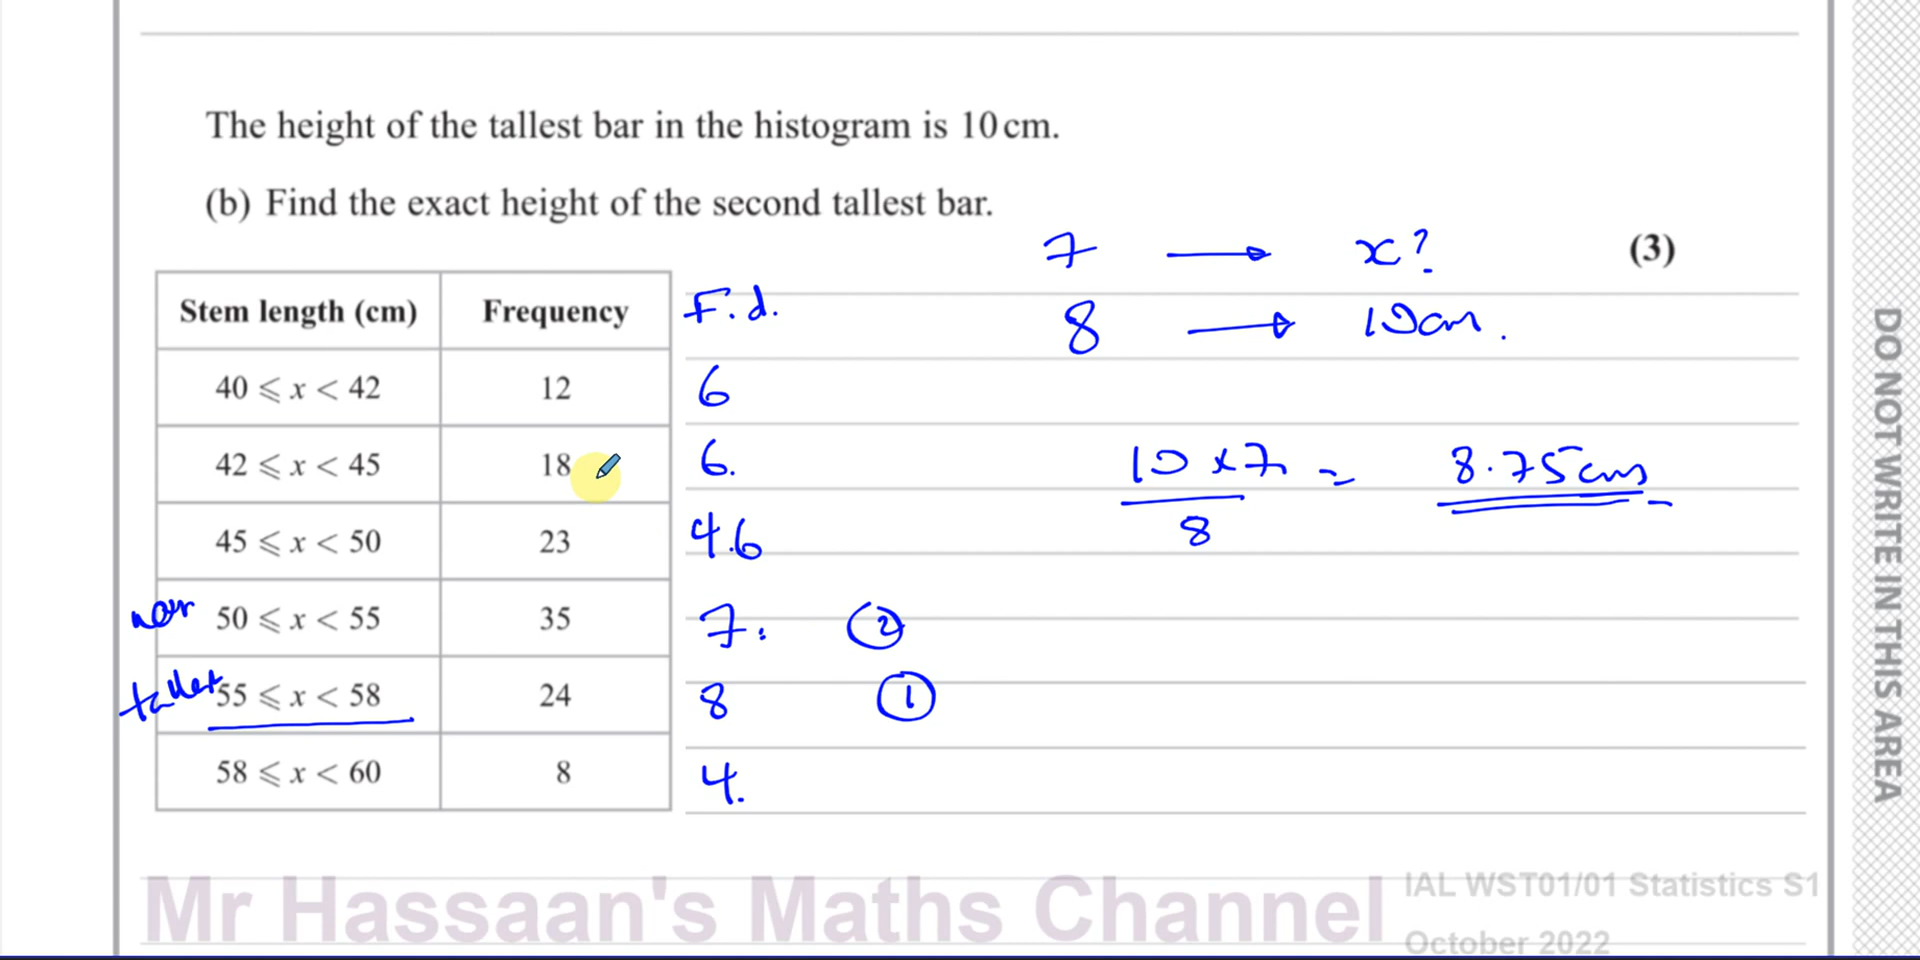 The height of the tallest bar in the histogram is 10 cm.
(b) Find the exact height of the second tallest bar.
(3)
7 → x?
8 → 10cm.
Stem length (cm) Frequency F.d.
40 ⩽ x < 42 12 6
42 ⩽ x < 45 18 6.
45 ⩽ x < 50 23 4.6
50 ⩽ x < 55 35 7. ②
55 ⩽ x < 58 24 8 ①
58 ⩽ x < 60 8 4.
10 x 7 = 8.75cm
8
DO NOT WRITE IN THIS AREA
Mr Hassaan's Maths Channel
IAL WST01/01 Statistics S1
October 2022